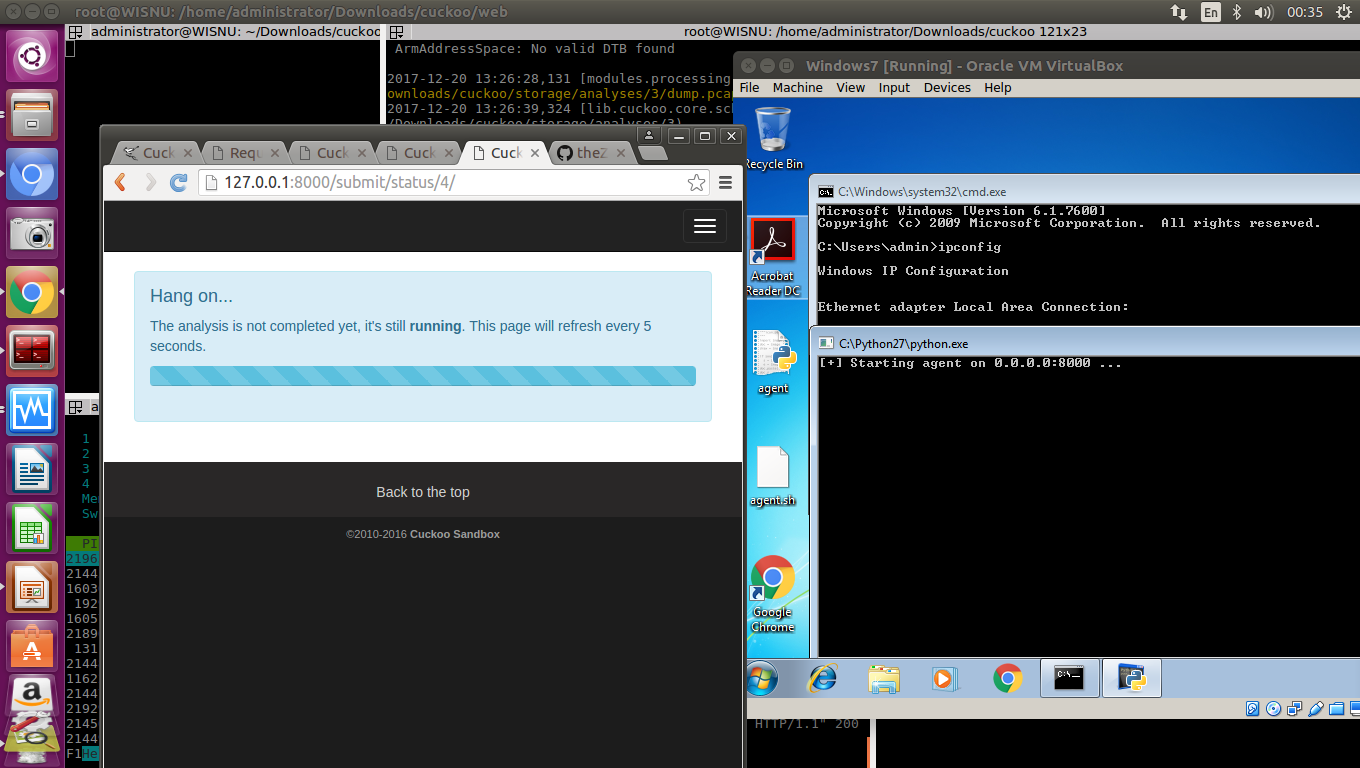 root@WISNU: /home/administrator/Downloads/cuckoo/web
En
00:35
administrator@WISNU: ~/Downloads/cuckoo
root@WISNU: /home/administrator/Downloads/cuckoo 121x23
ArmAddressSpace: No valid DTB found
2017-12-20 13:26:28,131 [modules.processing
ownloads/cuckoo/storage/analyses/3/dump.pcap
2017-12-20 13:26:39,324 [lib.cuckoo.core.sc
/Downloads/cuckoo/storage/analyses/3)
Cuck
Requ
Cuck
Cuck
Cuck
theZ
127.0.0.1:8000/submit/status/4/
Hang on...
The analysis is not completed yet, it's still running. This page will refresh every 5
seconds.
Back to the top
©2010-2016 Cuckoo Sandbox
a
1
2
3
4
Me
Sw
PI
2196
2144
1603
192
1605
2189
131
2144
1162
2144
2192
2145
2144
F1He
Windows7 [Running] - Oracle VM VirtualBox
File Machine View Input Devices Help
Recycle Bin
Acrobat
Reader DC
agent
agent.sh
Google
Chrome
C:\Windows\system32\cmd.exe
Microsoft Windows [Version 6.1.7600]
Copyright (c) 2009 Microsoft Corporation. All rights reserved.
C:\Users\admin>ipconfig
Windows IP Configuration
Ethernet adapter Local Area Connection:
C:\Python27\python.exe
[+] Starting agent on 0.0.0.0:8000 ...
HTTP/1.1" 200